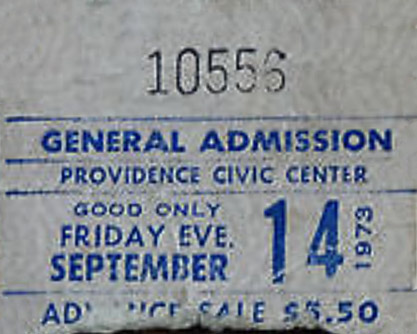 10556
GENERAL ADMISSION
PROVIDENCE CIVIC CENTER
GOOD ONLY
FRIDAY EVE.
SEPTEMBER 14 1973
SALE $5.50